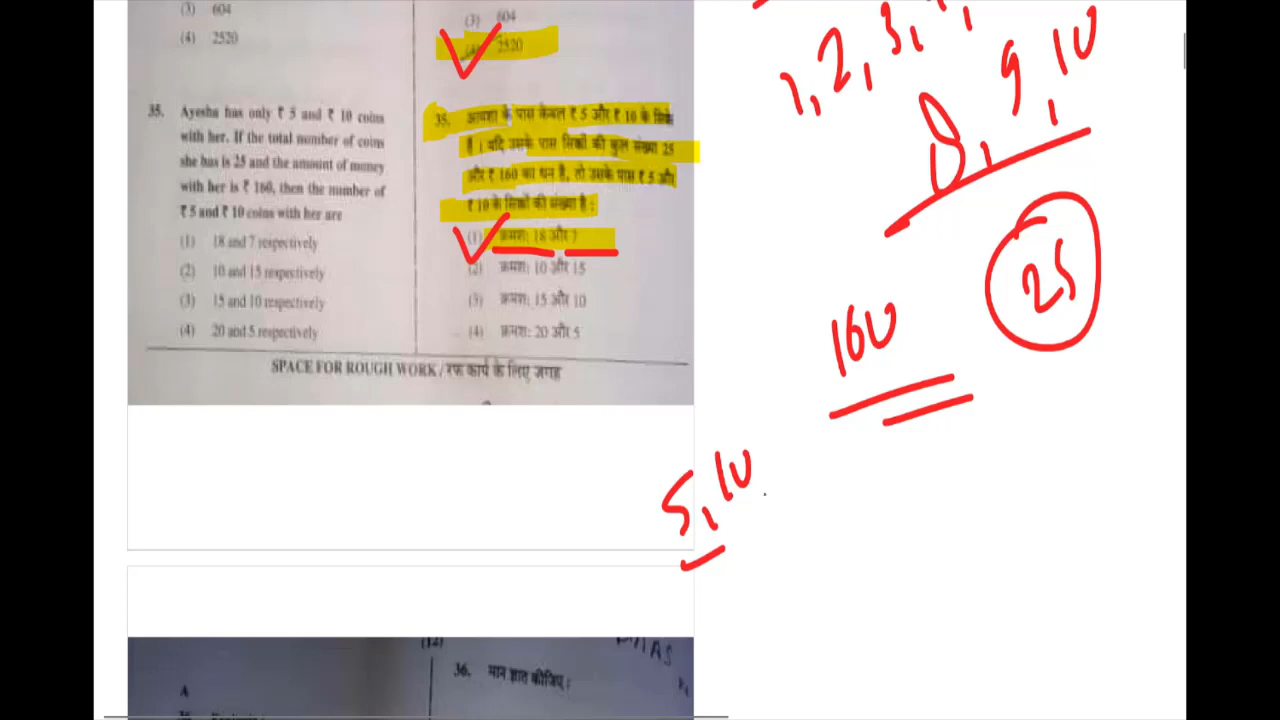 (3) 604
(4) 2520
(3) 604
(4) 2520
35. Ayesha has only ₹ 5 and ₹ 10 coins
with her. If the total number of coins
she has is 25 and the amount of money
with her is ₹ 160, then the number of
₹ 5 and ₹ 10 coins with her are
(1) 18 and 7 respectively
(2) 10 and 15 respectively
(3) 15 and 10 respectively
(4) 20 and 5 respectively
35. आयशा के पास केवल ₹ 5 और ₹ 10 के सिक्के
है । यदि उसके पास सिक्कों की कुल संख्या 25
और ₹ 160 का धन है, तो उसके पास ₹ 5 और
₹ 10 के सिक्कों की संख्या है :
(1) क्रमशः 18 और 7
(2) क्रमशः 10 और 15
(3) क्रमशः 15 और 10
(4) क्रमशः 20 और 5
SPACE FOR ROUGH WORK / रफ कार्य के लिए जगह
1, 2, 3,
8, 9, 10
25
160
5, 10
(12)
A
36. मान ज्ञात कीजिए :